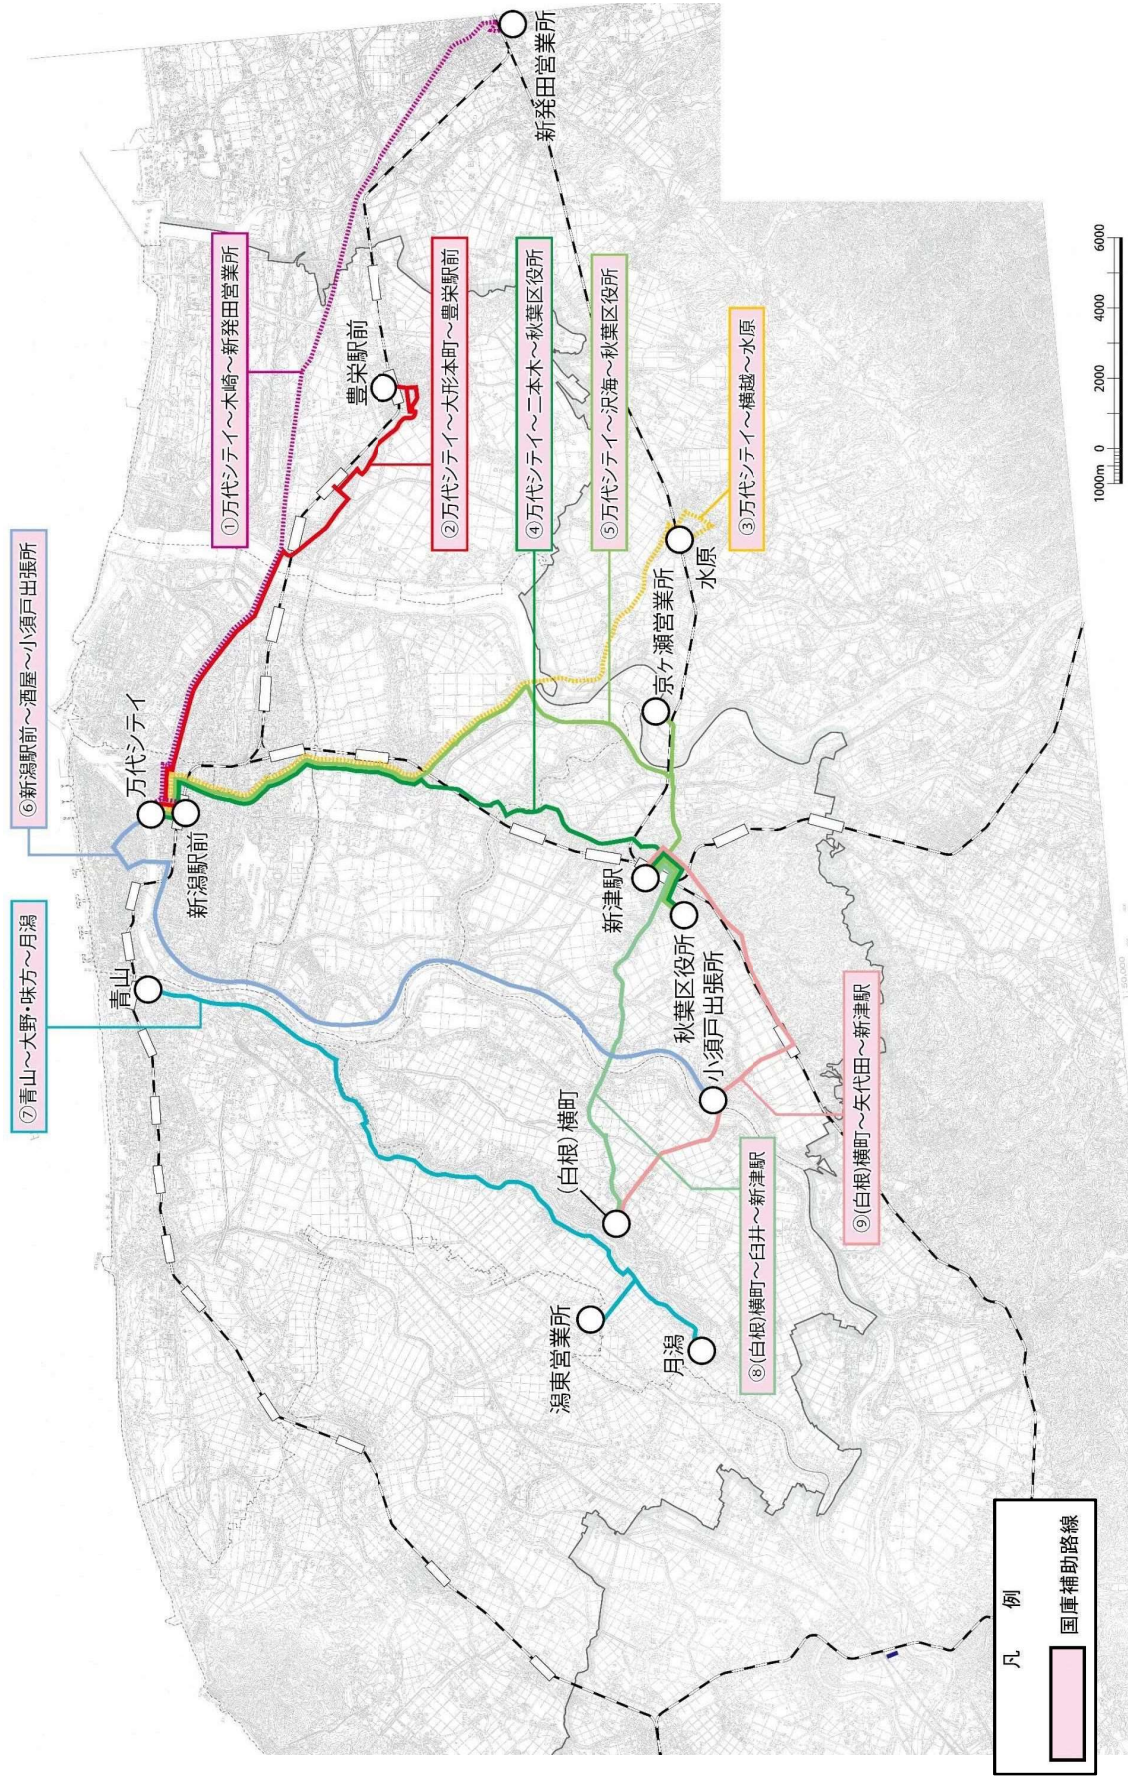 ⑦青山～大野・味方～月潟
⑥新潟駅前～酒屋～小須戸出張所
①万代シテイ～木崎～新発田営業所
②万代シテイ～大形本町～豊栄駅前
④万代シテイ～二本木～秋葉区役所
⑤万代シテイ～沢海～秋葉区役所
③万代シテイ～横越～水原
⑧(白根)横町～臼井～新津駅
⑨(白根)横町～矢代田～新津駅
青山
万代シテイ
新潟駅前
豊栄駅前
新発田営業所
水原
京ヶ瀬営業所
新津駅
秋葉区役所
小須戸出張所
(白根)横町
潟東営業所
月潟
凡 例
国庫補助路線
1000m 0 2000 4000 6000